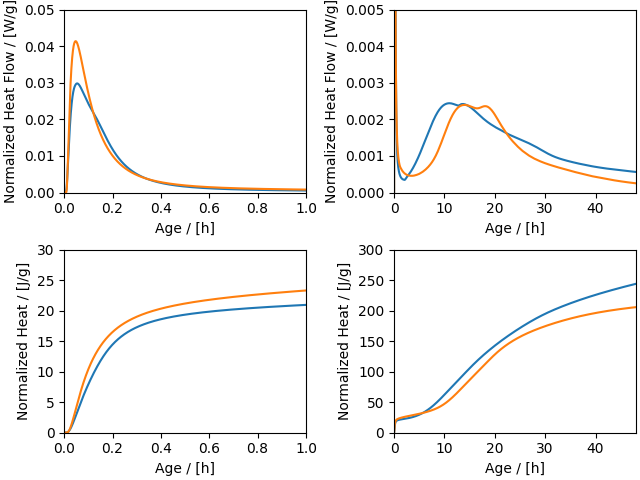 Normalized Heat Flow / [W/g]
0.05
0.04
0.03
0.02
0.01
0.00
0.0 0.2 0.4 0.6 0.8 1.0
Age / [h]
Normalized Heat Flow / [W/g]
0.005
0.004
0.003
0.002
0.001
0.000
0 10 20 30 40
Age / [h]
Normalized Heat / [J/g]
30
25
20
15
10
5
0
0.0 0.2 0.4 0.6 0.8 1.0
Age / [h]
Normalized Heat / [J/g]
300
250
200
150
100
50
0
0 10 20 30 40
Age / [h]